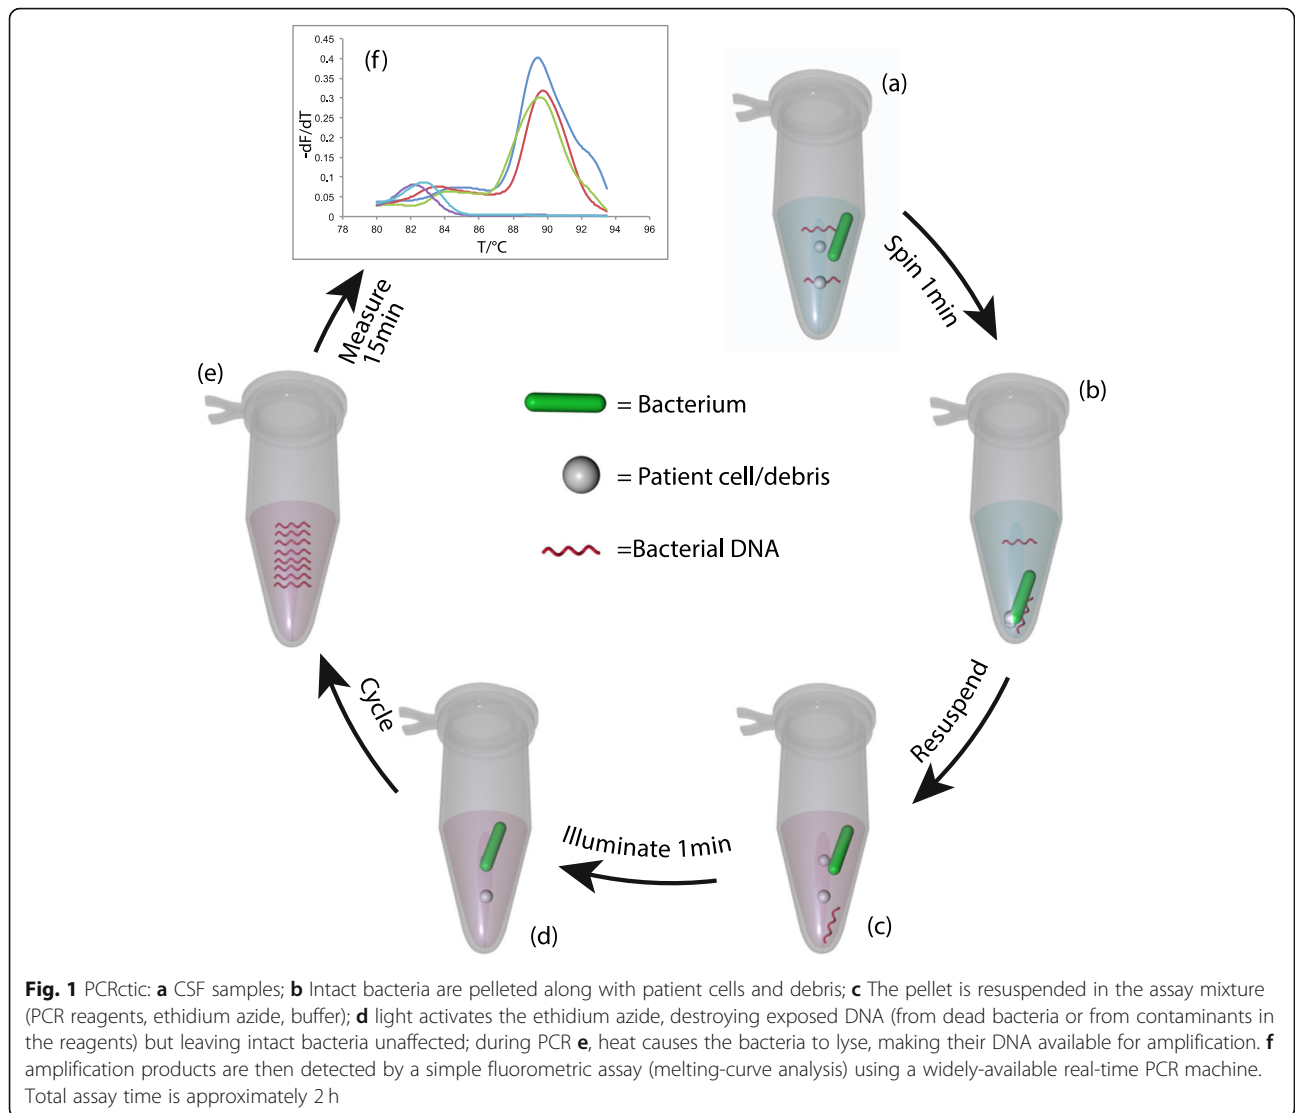 (f)
0.45
0.4
0.35
0.3
0.25
0.2
0.15
0.1
0.05
0
-dF/dT
78 80 82 84 86 88 90 92 94 96
T/°C
(a)
Spin 1min
(b)
Resuspend
(c)
Illuminate 1min
(d)
Cycle
(e)
Measure
15min
= Bacterium
= Patient cell/debris
=Bacterial DNA
Fig. 1 PCRctic: a CSF samples; b Intact bacteria are pelleted along with patient cells and debris; c The pellet is resuspended in the assay mixture
(PCR reagents, ethidium azide, buffer); d light activates the ethidium azide, destroying exposed DNA (from dead bacteria or from contaminants in
the reagents) but leaving intact bacteria unaffected; during PCR e, heat causes the bacteria to lyse, making their DNA available for amplification. f
amplification products are then detected by a simple fluorometric assay (melting-curve analysis) using a widely-available real-time PCR machine.
Total assay time is approximately 2 h